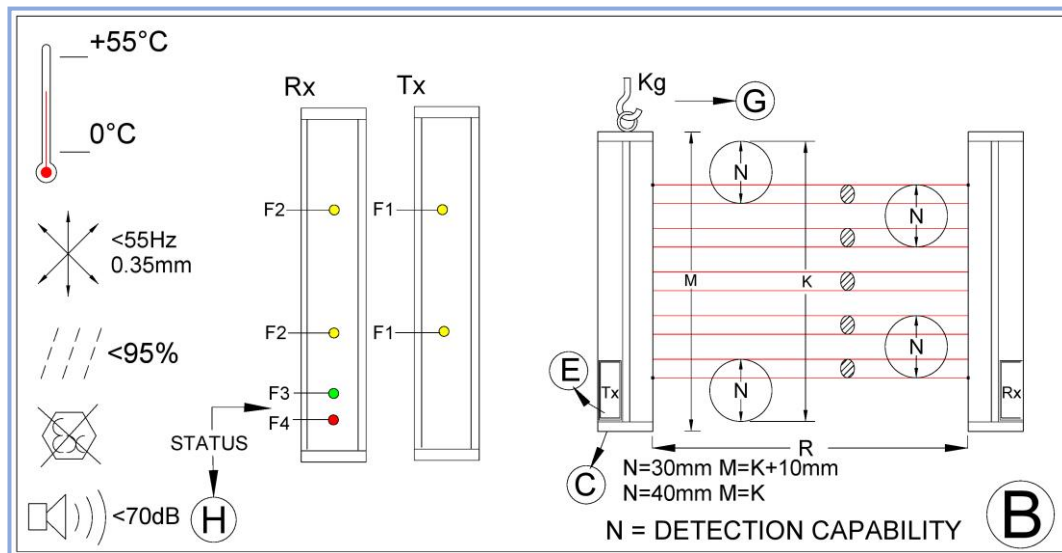 +55°C
0°C
<55Hz
0.35mm
<95%
<70dB
Rx
Tx
F2
F1
F2
F1
F3
F4
STATUS
H
Kg
G
N
N
M
K
N
N
E
Tx
Rx
R
C
N=30mm M=K+10mm
N=40mm M=K
N = DETECTION CAPABILITY
B